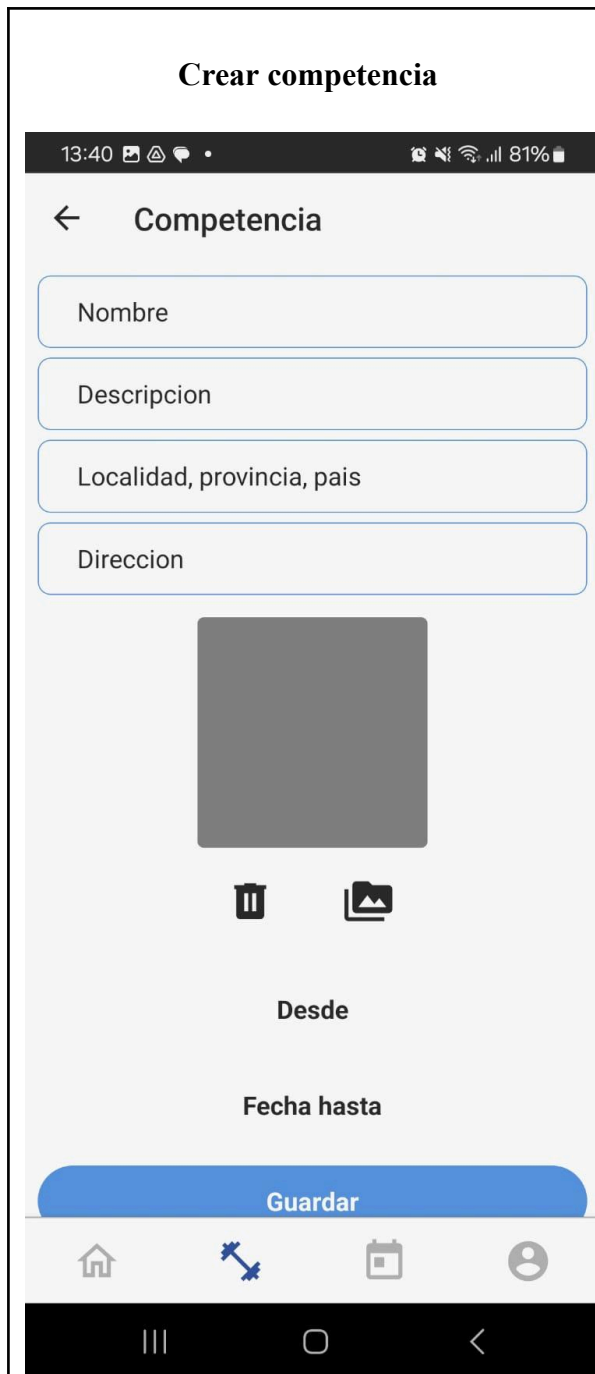 Crear competencia
13:40 81%
Competencia
Nombre
Descripcion
Localidad, provincia, pais
Direccion
Desde
Fecha hasta
Guardar